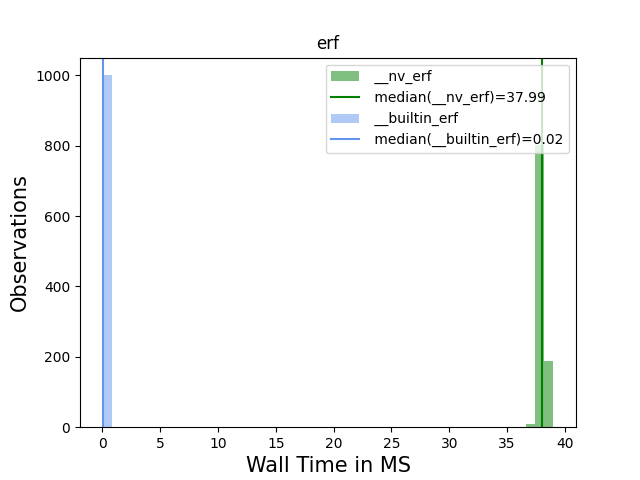 erf
__nv_erf
median(__nv_erf)=37.99
__builtin_erf
median(__builtin_erf)=0.02
Observations
1000
800
600
400
200
0
0 5 10 15 20 25 30 35 40
Wall Time in MS